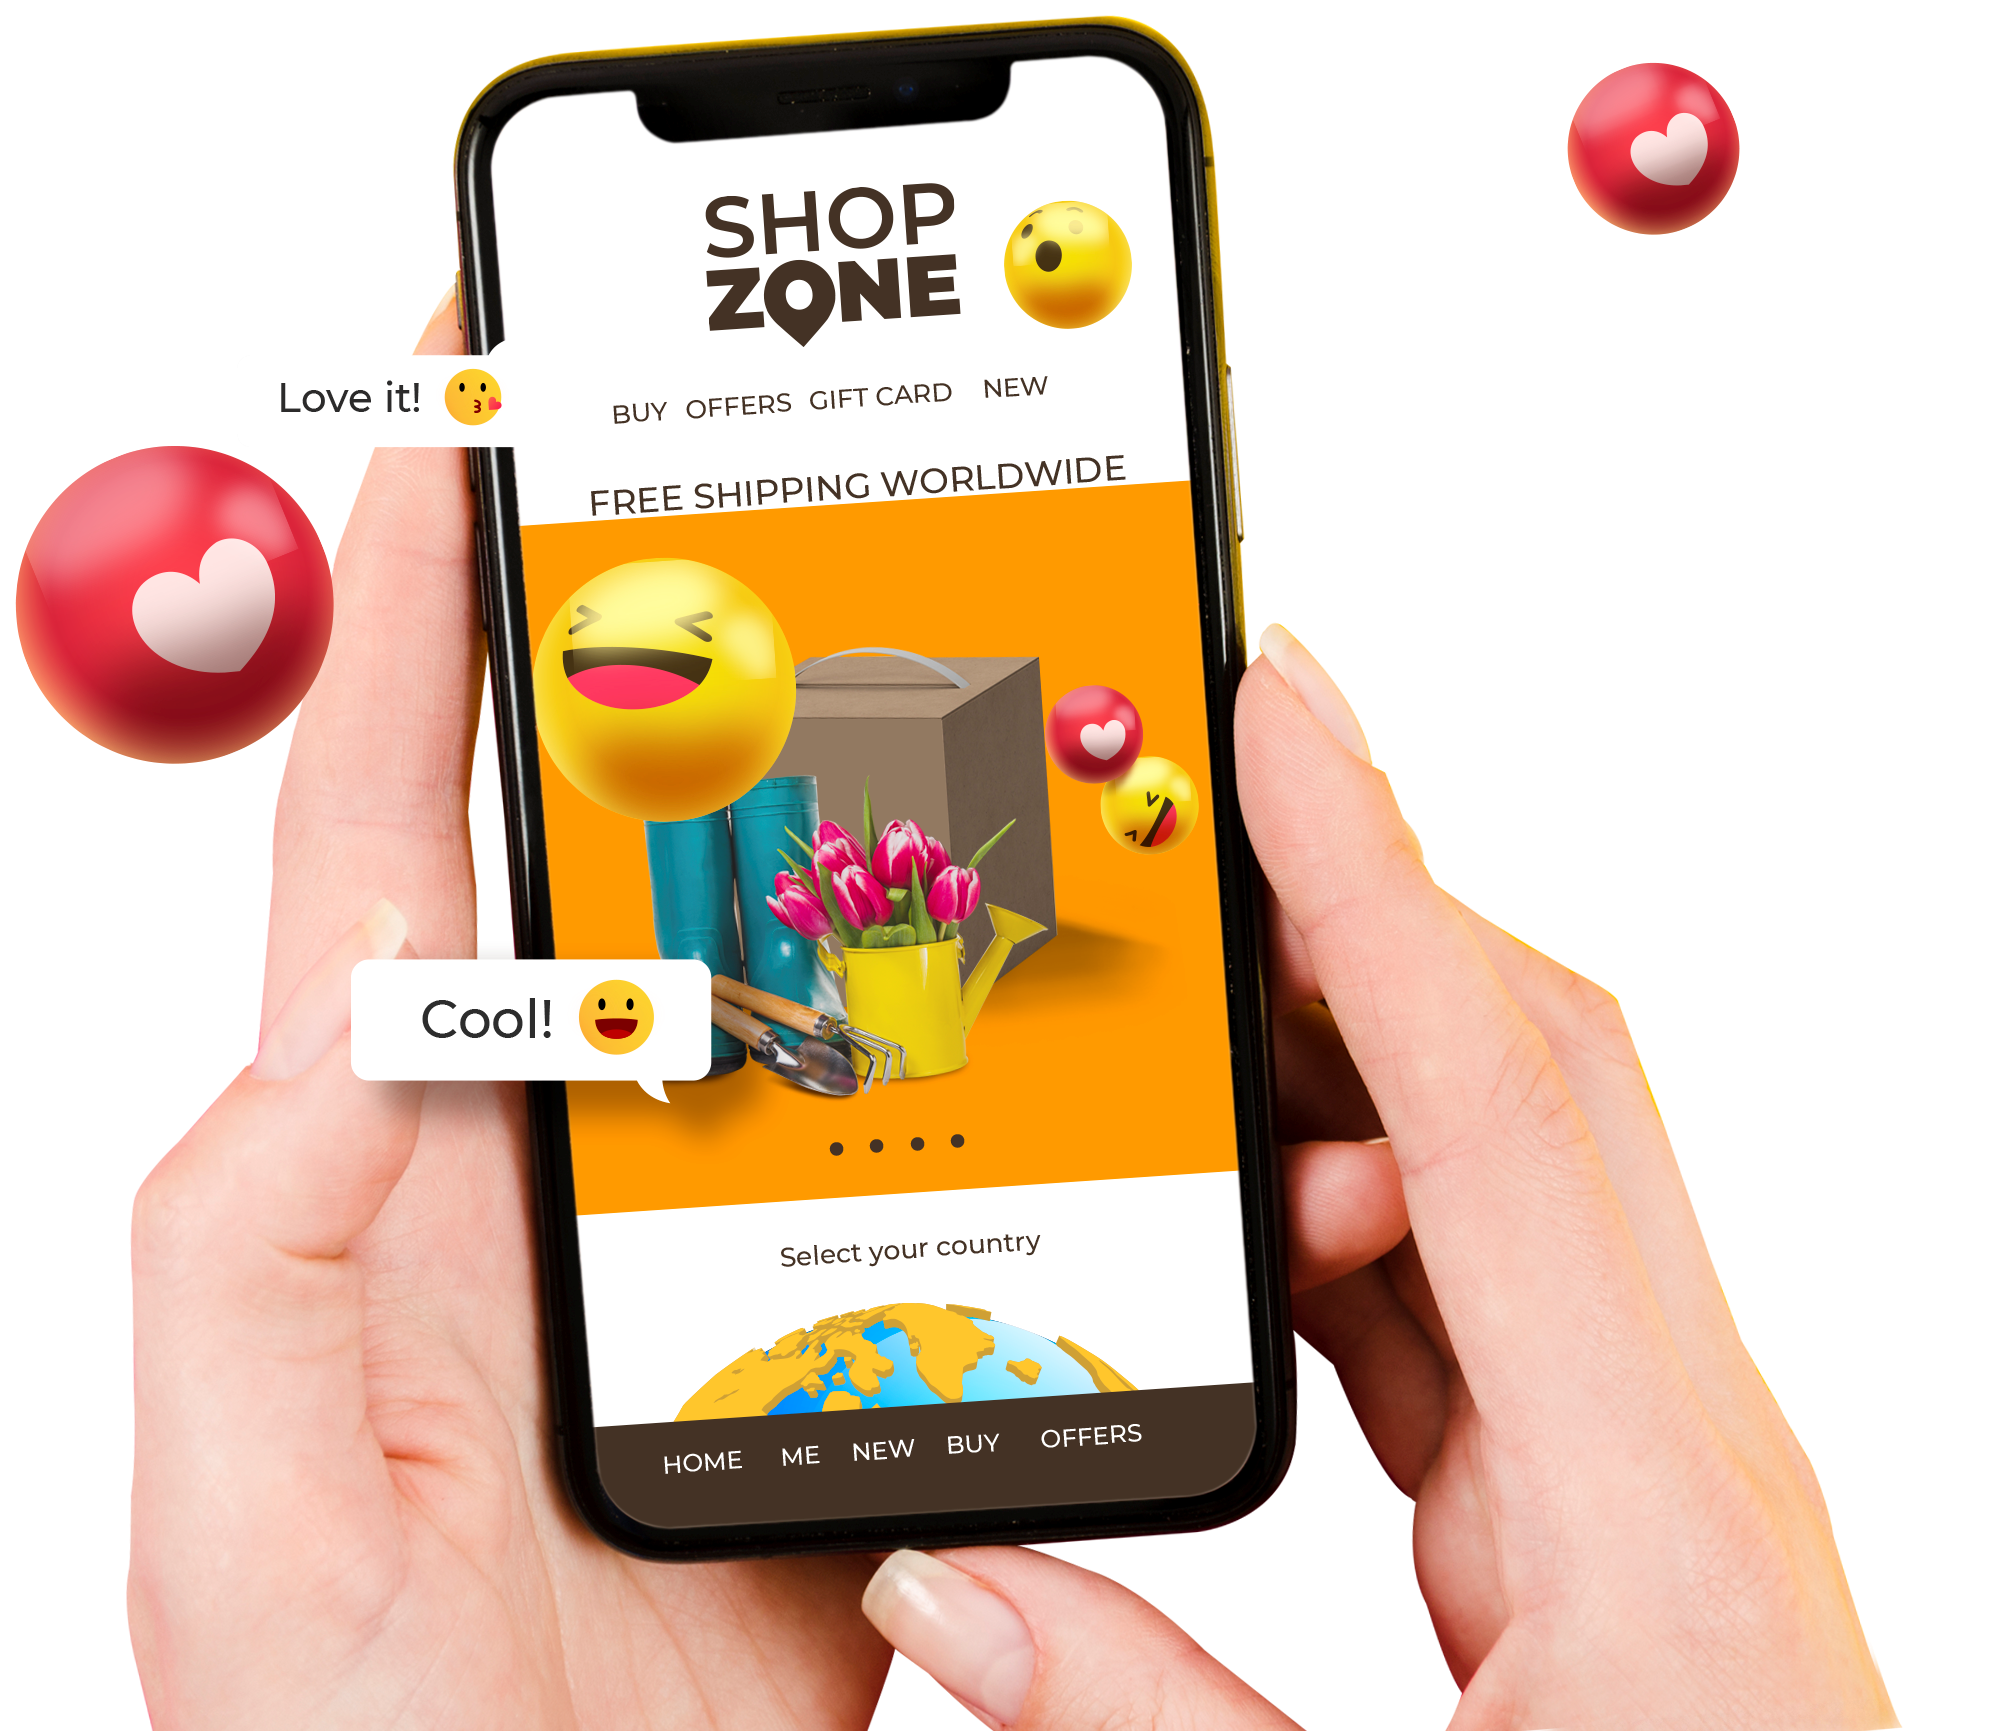 SHOP
ZONE
Love it!
BUY OFFERS GIFT CARD NEW
FREE SHIPPING WORLDWIDE
Cool!
Select your country
HOME ME NEW BUY OFFERS